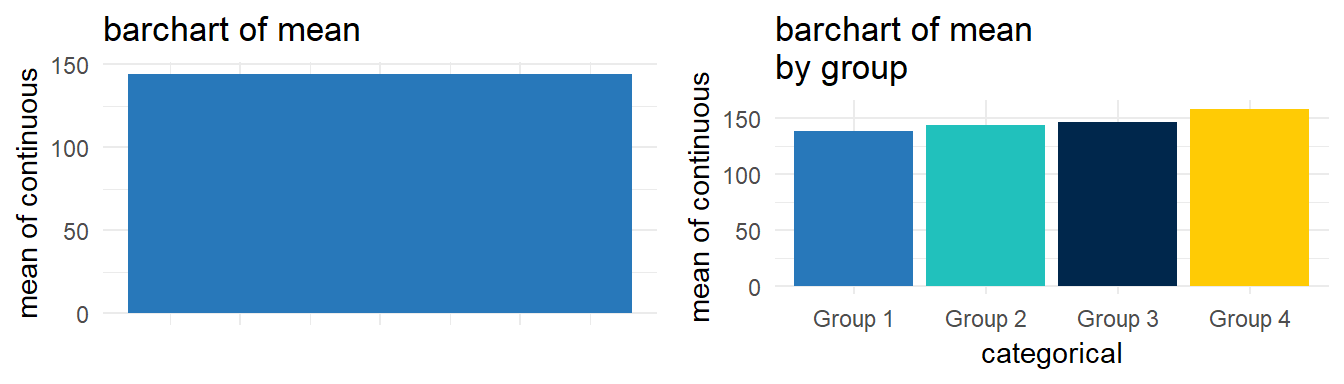 barchart of mean
mean of continuous
150
100
50
0
barchart of mean
by group
mean of continuous
150
100
50
0
Group 1
Group 2
Group 3
Group 4
categorical